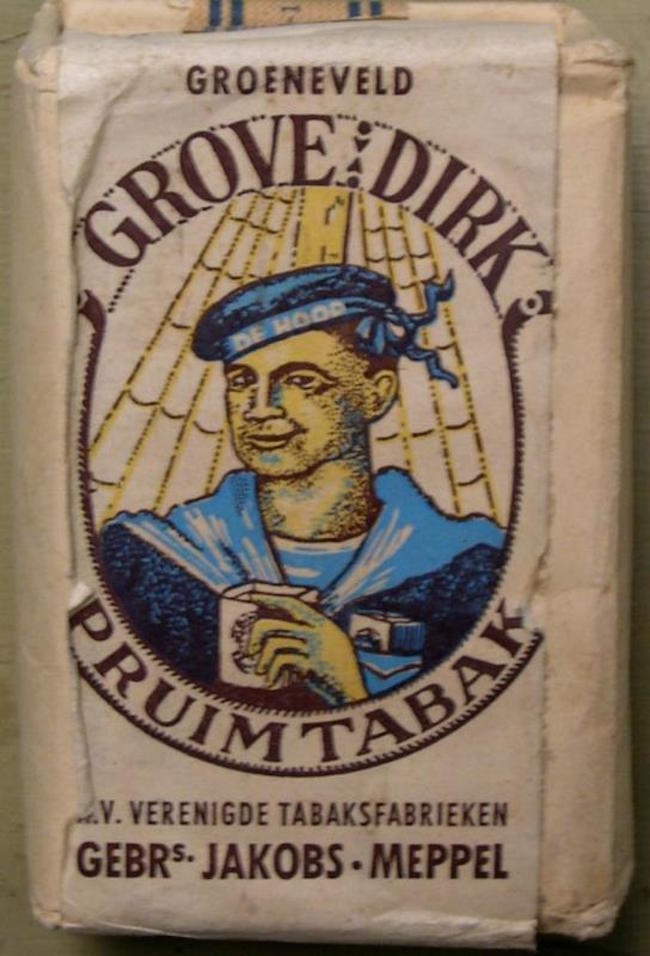 GROENEVELD
GROVE DIRK
DE HOOP
PRUIMTABAK
.V. VERENIGDE TABAKSFABRIEKEN
GEBRS. JAKOBS • MEPPEL